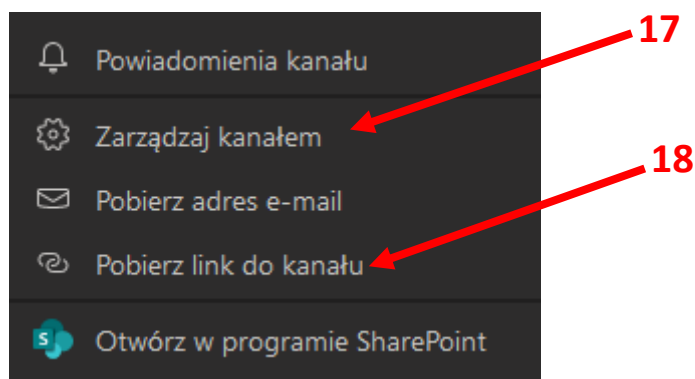 17
Powiadomienia kanału
Zarządzaj kanałem
18
Pobierz adres e-mail
Pobierz link do kanału
S
Otwórz w programie SharePoint